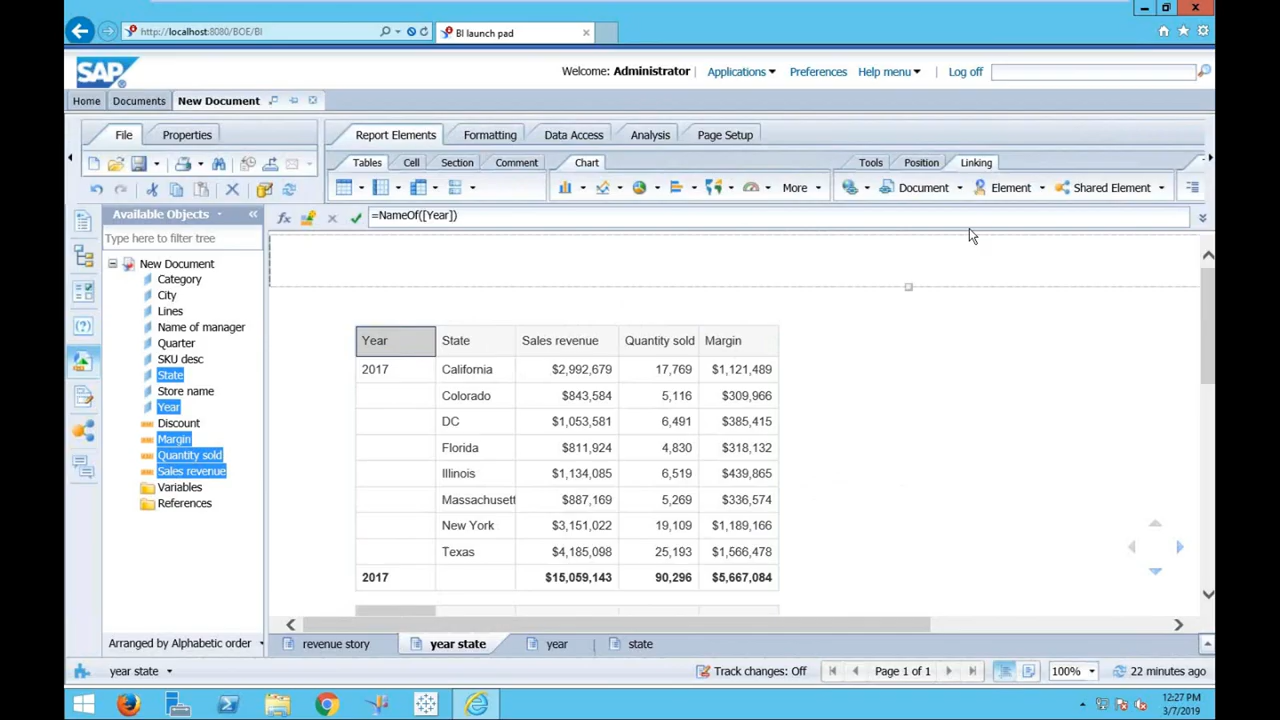 http://localhost:8080/BOE/BI
BI launch pad
SAP
Welcome: Administrator
Applications
Preferences
Help menu
Log off
Home
Documents
New Document
File
Properties
Report Elements
Formatting
Data Access
Analysis
Page Setup
Tables
Cell
Section
Comment
Chart
Tools
Position
Linking
More
Document
Element
Shared Element
Available Objects
=NameOf([Year])
Type here to filter tree
New Document
Category
City
Lines
Name of manager
Quarter
SKU desc
State
Store name
Year
Discount
Margin
Quantity sold
Sales revenue
Variables
References
Arranged by Alphabetic order
Year State Sales revenue Quantity sold Margin
2017 California $2,992,679 17,769 $1,121,489
Colorado $843,584 5,116 $309,966
DC $1,053,581 6,491 $385,415
Florida $811,924 4,830 $318,132
Illinois $1,134,085 6,519 $439,865
Massachusett $887,169 5,269 $336,574
New York $3,151,022 19,109 $1,189,166
Texas $4,185,098 25,193 $1,566,478
2017 $15,059,143 90,296 $5,667,084
revenue story
year state
year
state
year state
Track changes: Off
Page 1 of 1
100%
22 minutes ago
12:27 PM
3/7/2019